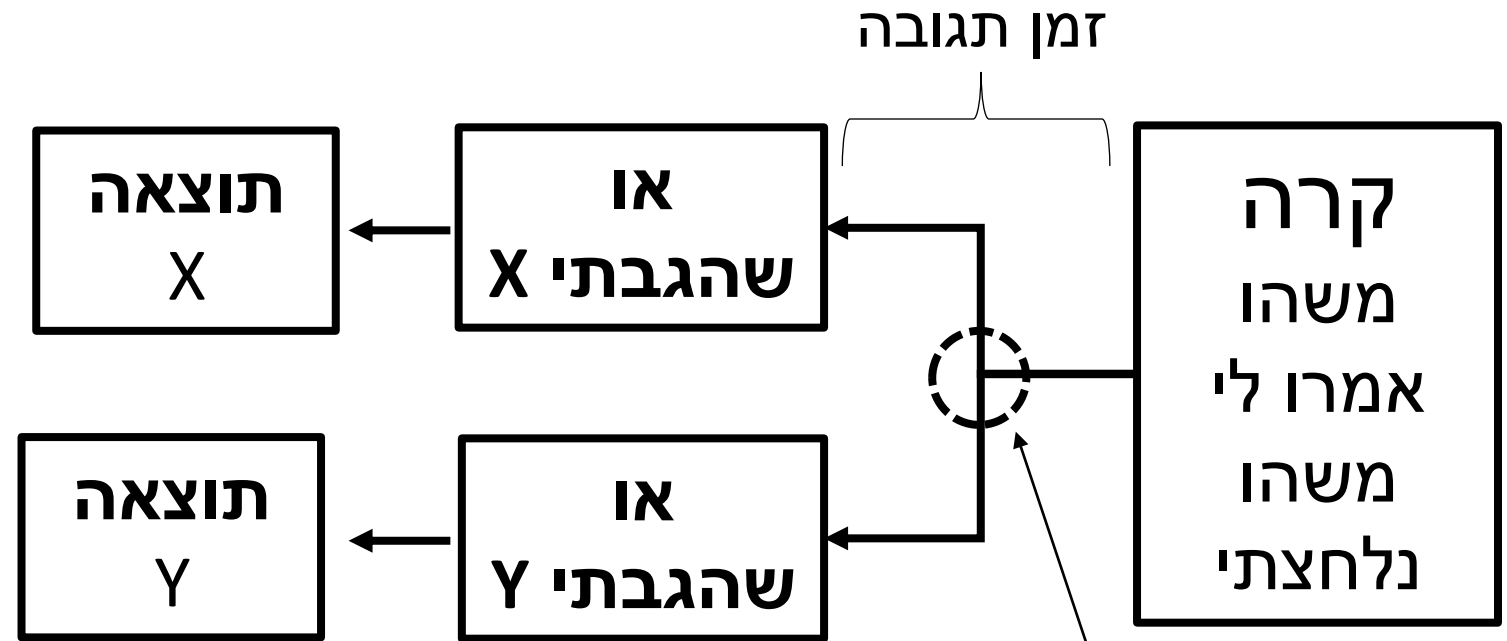 זמן תגובה
קרה
משהו
אמרו לי
משהו
נלחצתי
או
שהגבתי X
תוצאה
X
או
שהגבתי Y
תוצאה
Y